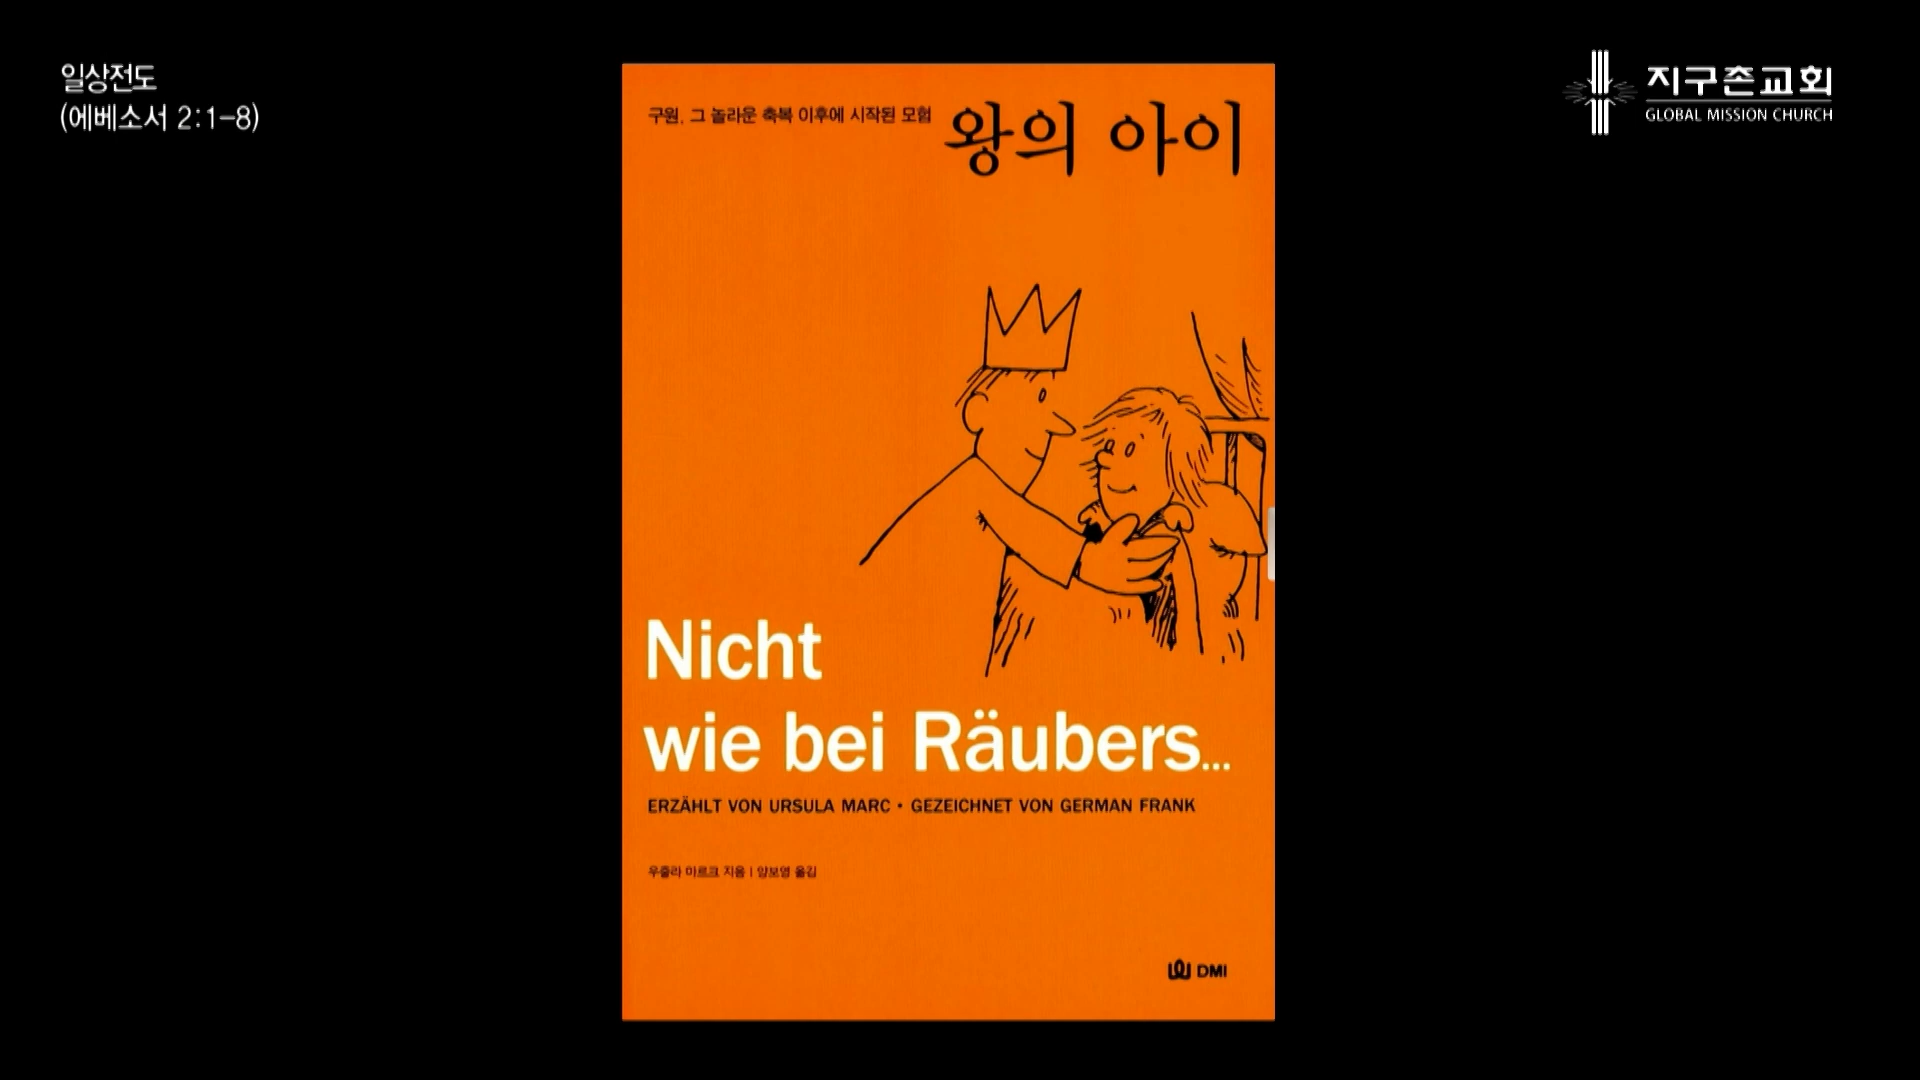 일상전도
(에베소서 2:1-8)
지구촌교회
GLOBAL MISSION CHURCH
구원, 그 놀라운 축복 이후에 시작된 모험
왕의 아이
Nicht
wie bei Räubers...
ERZÄHLT VON URSULA MARC • GEZEICHNET VON GERMAN FRANK
우줄라 마르크 지음 | 양보영 옮김
DMI